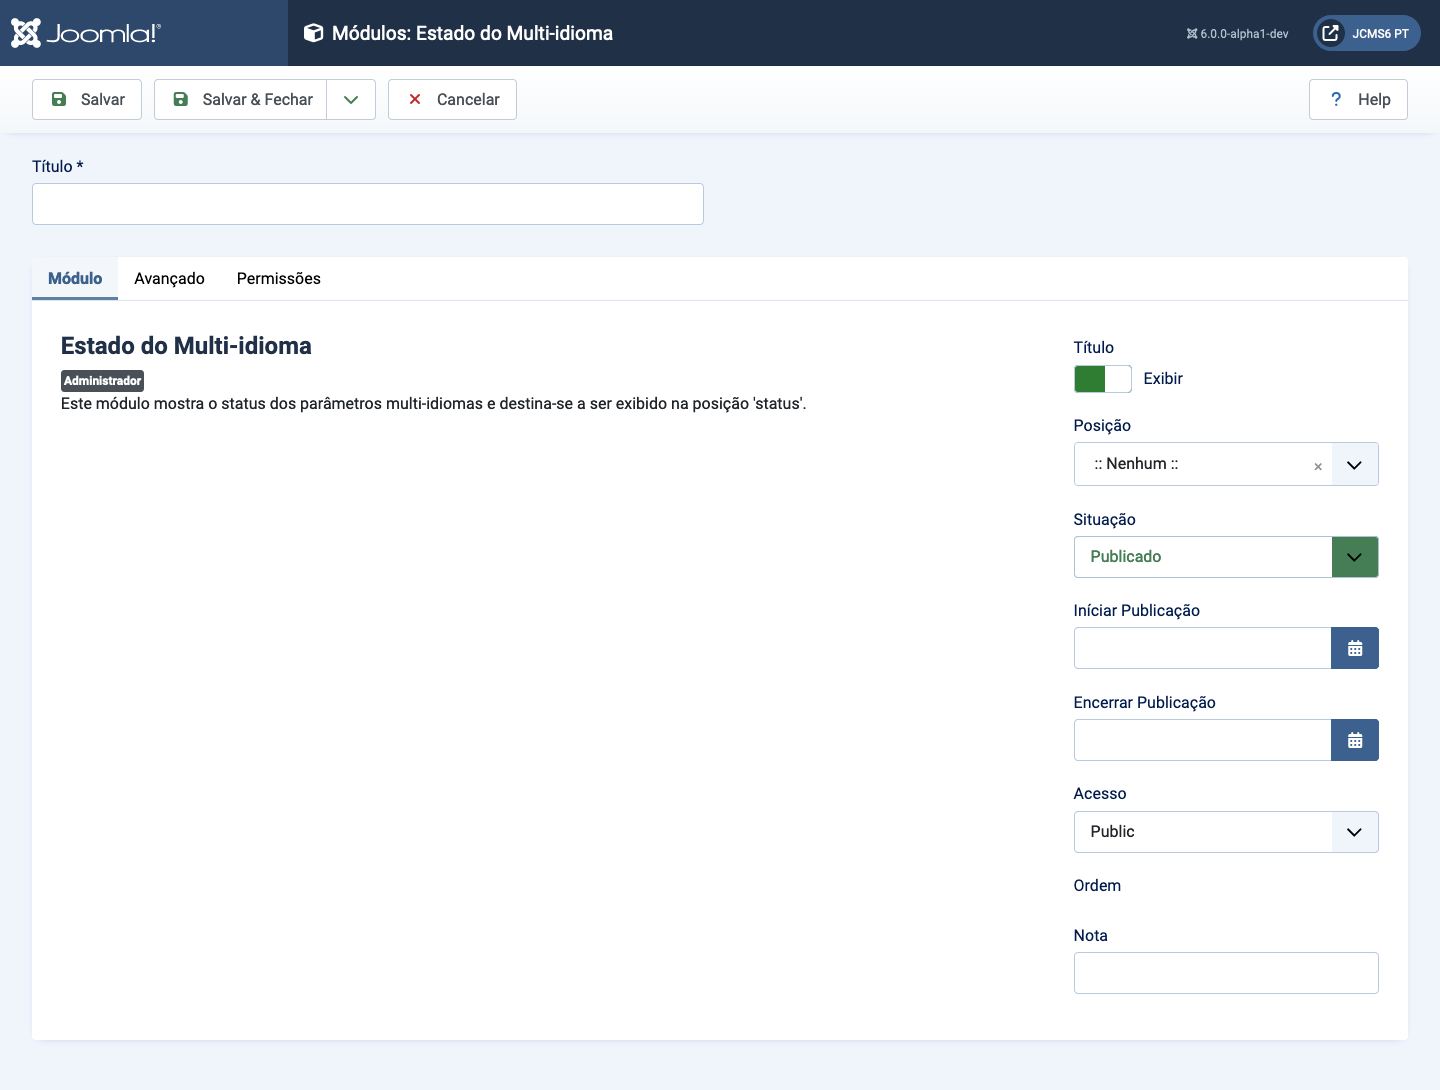 Joomla!®
Módulos: Estado do Multi-idioma
6.0.0-alpha1-dev
JCMS6 PT
Salvar
Salvar & Fechar
Cancelar
? Help
Título *
Módulo
Avançado
Permissões
Estado do Multi-idioma
Administrador
Este módulo mostra o status dos parâmetros multi-idiomas e destina-se a ser exibido na posição 'status'.
Título
Exibir
Posição
:: Nenhum ::
×
Situação
Publicado
Iníciar Publicação
Encerrar Publicação
Acesso
Public
Ordem
Nota